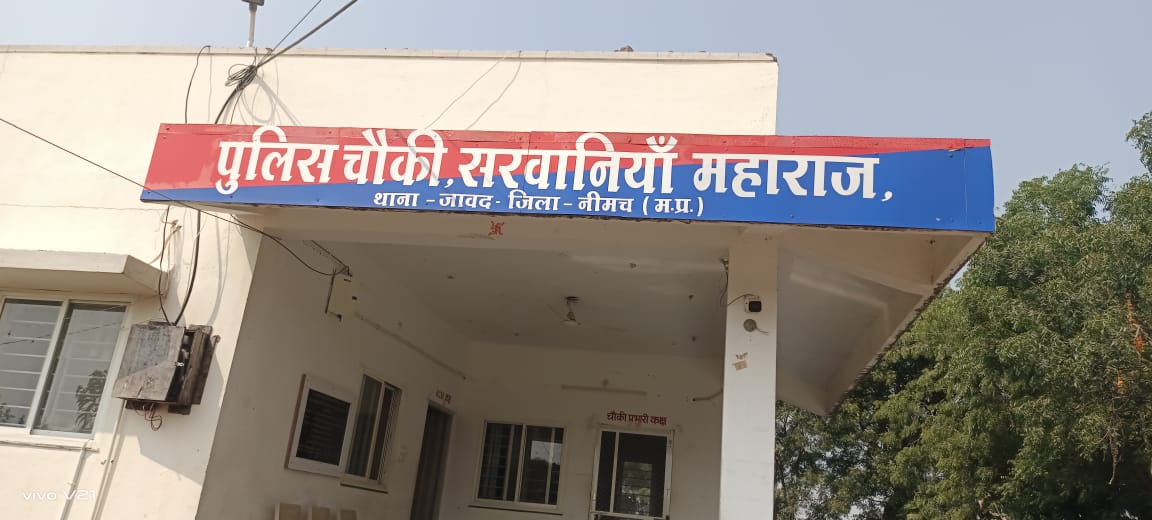 पुलिस चौकी, सरवानियाँ महाराज,
थाना - जावद - जिला - नीमच (म.प्र.)
चौकी प्रभारी कक्ष
vivo V21